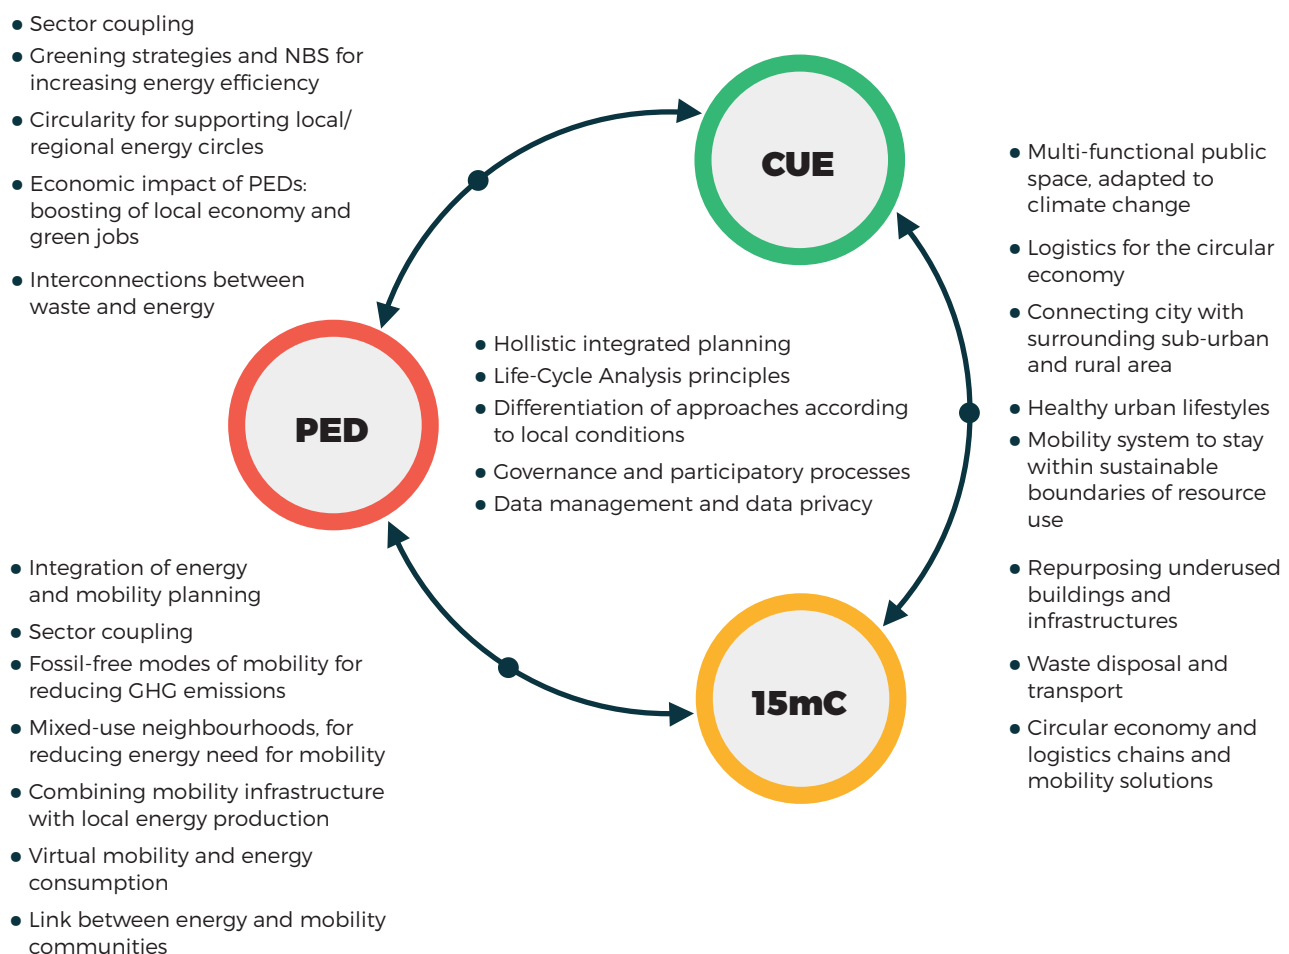 • Sector coupling
• Greening strategies and NBS for
increasing energy efficiency
• Circularity for supporting local/
regional energy circles
• Economic impact of PEDs:
boosting of local economy and
green jobs
• Interconnections between
waste and energy
CUE
• Multi-functional public
space, adapted to
climate change
• Logistics for the circular
economy
• Connecting city with
surrounding sub-urban
and rural area
• Healthy urban lifestyles
• Mobility system to stay
within sustainable
boundaries of resource
use
• Repurposing underused
buildings and
infrastructures
• Waste disposal and
transport
• Circular economy and
logistics chains and
mobility solutions
PED
• Hollistic integrated planning
• Life-Cycle Analysis principles
• Differentiation of approaches according
to local conditions
• Governance and participatory processes
• Data management and data privacy
15mC
• Integration of energy
and mobility planning
• Sector coupling
• Fossil-free modes of mobility for
reducing GHG emissions
• Mixed-use neighbourhoods, for
reducing energy need for mobility
• Combining mobility infrastructure
with local energy production
• Virtual mobility and energy
consumption
• Link between energy and mobility
communities